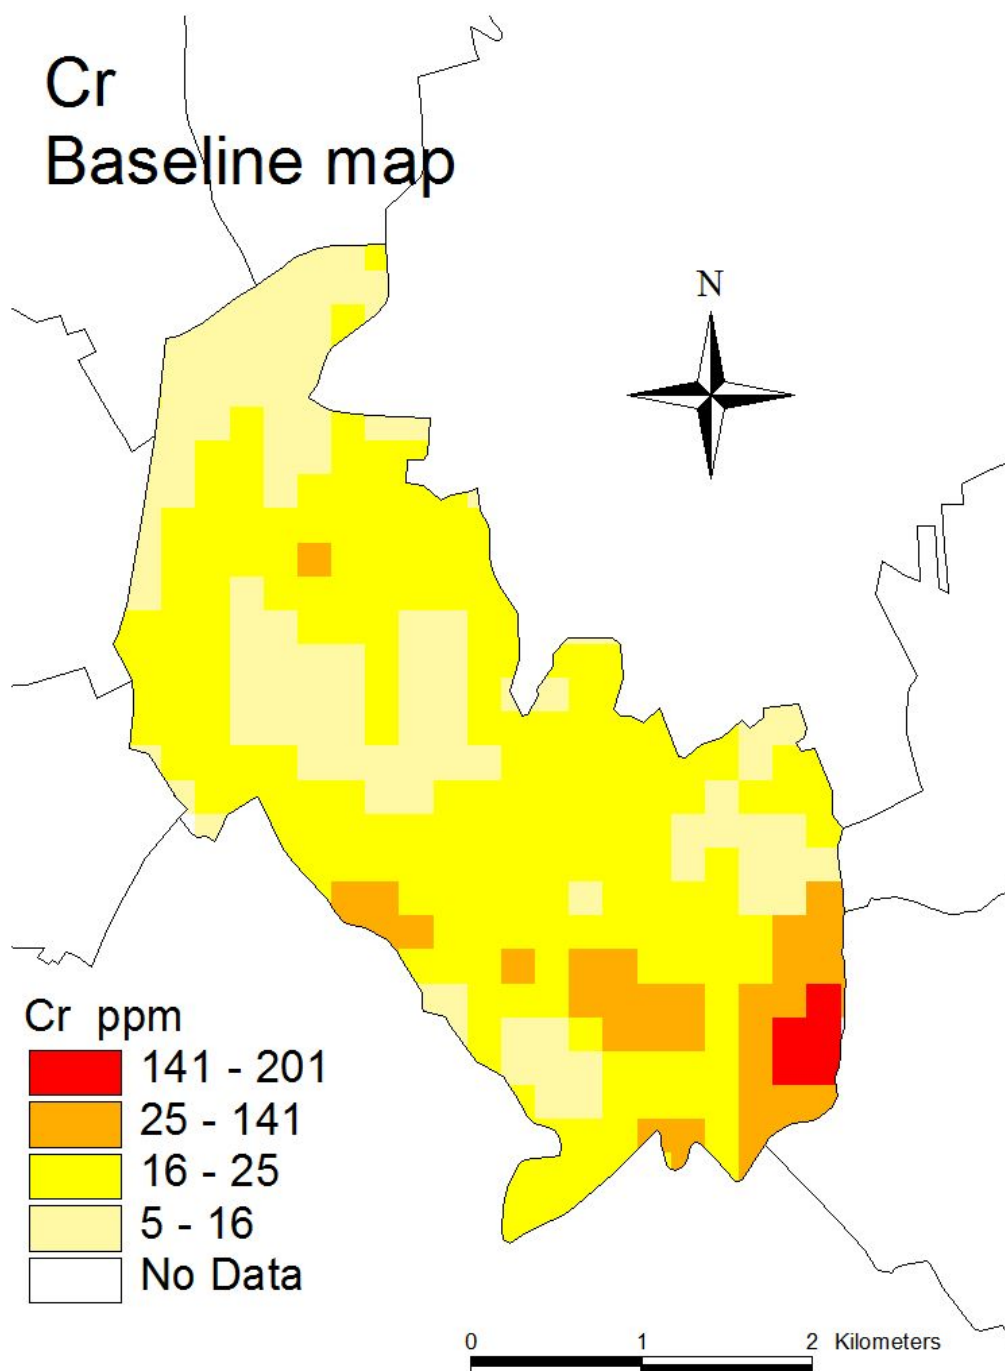 Cr
Baseline map
N
Cr ppm
141 - 201
25 - 141
16 - 25
5 - 16
No Data
0 1 2 Kilometers